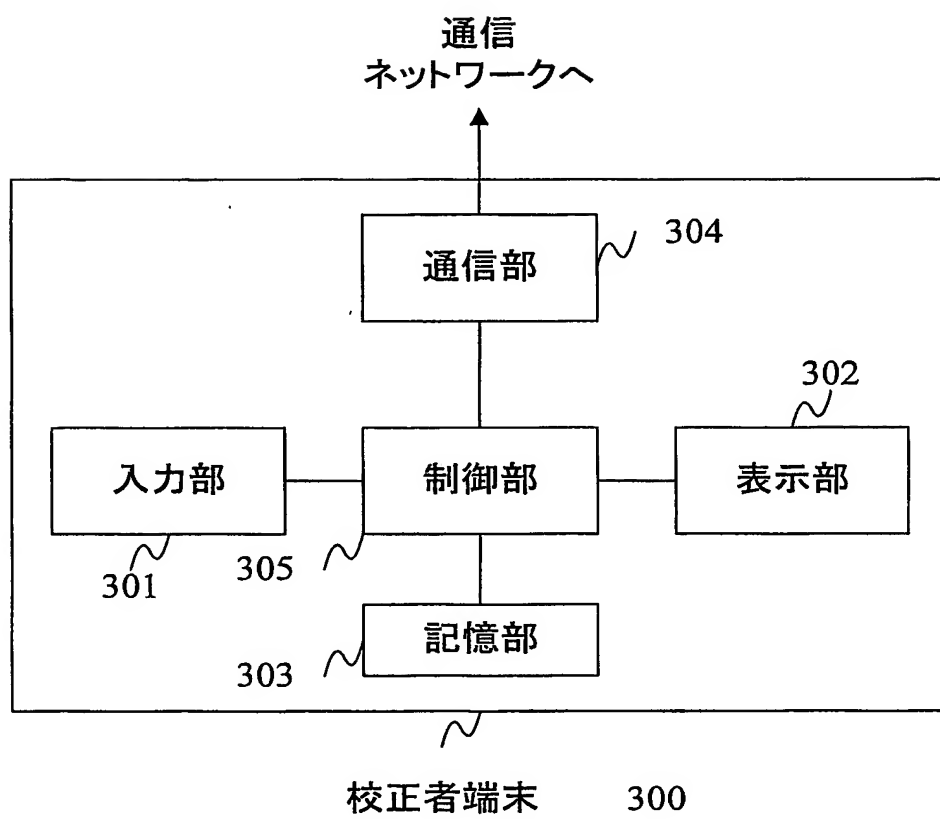 通信
ネットワークへ
通信部
304
302
入力部
制御部
表示部
301
305
記憶部
303
校正者端末 300